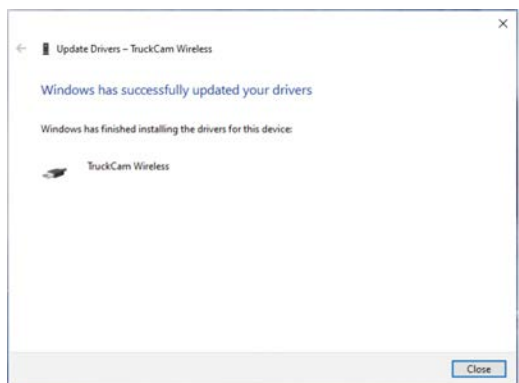 Update Drivers – TruckCam Wireless
Windows has successfully updated your drivers
Windows has finished installing the drivers for this device:
TruckCam Wireless
Close